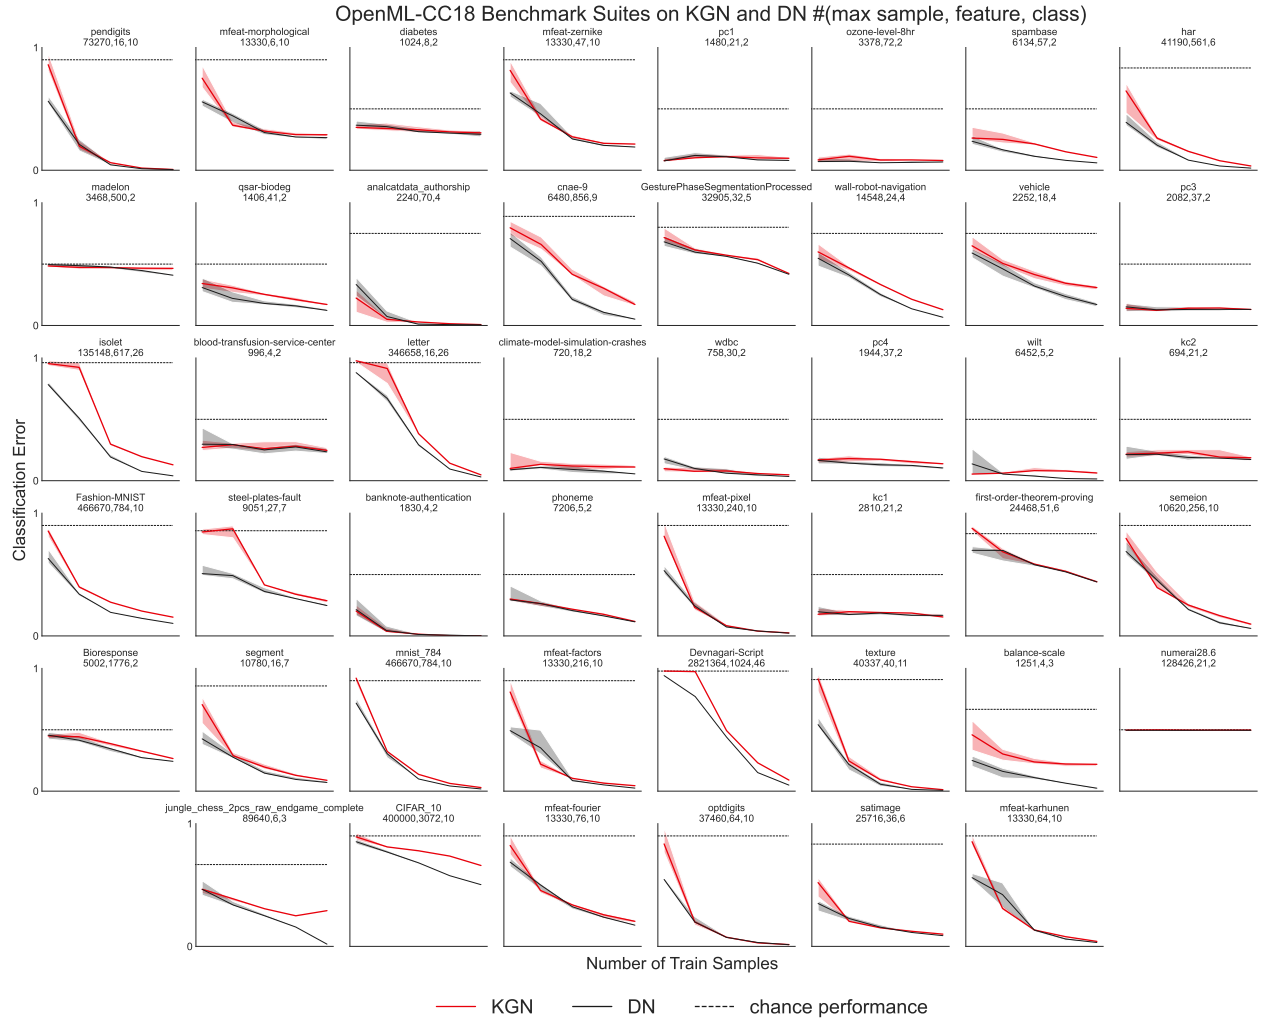 OpenML-CC18 Benchmark Suites on KGN and DN #(max sample, feature, class)
pendigits
73270,16,10
mfeat-morphological
13330,6,10
diabetes
1024,8,2
mfeat-zernike
13330,47,10
pc1
1480,21,2
ozone-level-8hr
3378,72,2
spambase
6134,57,2
har
41190,561,6
1
0
madelon
3468,500,2
qsar-biodeg
1406,41,2
analcatdata_authorship
2240,70,4
cnae-9
6480,856,9
GesturePhaseSegmentationProcessed
32905,32,5
wall-robot-navigation
14548,24,4
vehicle
2252,18,4
pc3
2082,37,2
1
0
isolet
135148,617,26
blood-transfusion-service-center
996,4,2
letter
346658,16,26
climate-model-simulation-crashes
720,18,2
wdbc
758,30,2
pc4
1944,37,2
wilt
6452,5,2
kc2
694,21,2
1
0
Classification Error
Fashion-MNIST
466670,784,10
steel-plates-fault
9051,27,7
banknote-authentication
1830,4,2
phoneme
7206,5,2
mfeat-pixel
13330,240,10
kc1
2810,21,2
first-order-theorem-proving
24468,51,6
semeion
10620,256,10
1
0
Bioresponse
5002,1776,2
segment
10780,16,7
mnist_784
466670,784,10
mfeat-factors
13330,216,10
Devnagari-Script
2821364,1024,46
texture
40337,40,11
balance-scale
1251,4,3
numerai28.6
128426,21,2
1
0
jungle_chess_2pcs_raw_endgame_complete
89640,6,3
CIFAR_10
400000,3072,10
mfeat-fourier
13330,76,10
optdigits
37460,64,10
satimage
25716,36,6
mfeat-karhunen
13330,64,10
1
0
Number of Train Samples
KGN
DN
chance performance